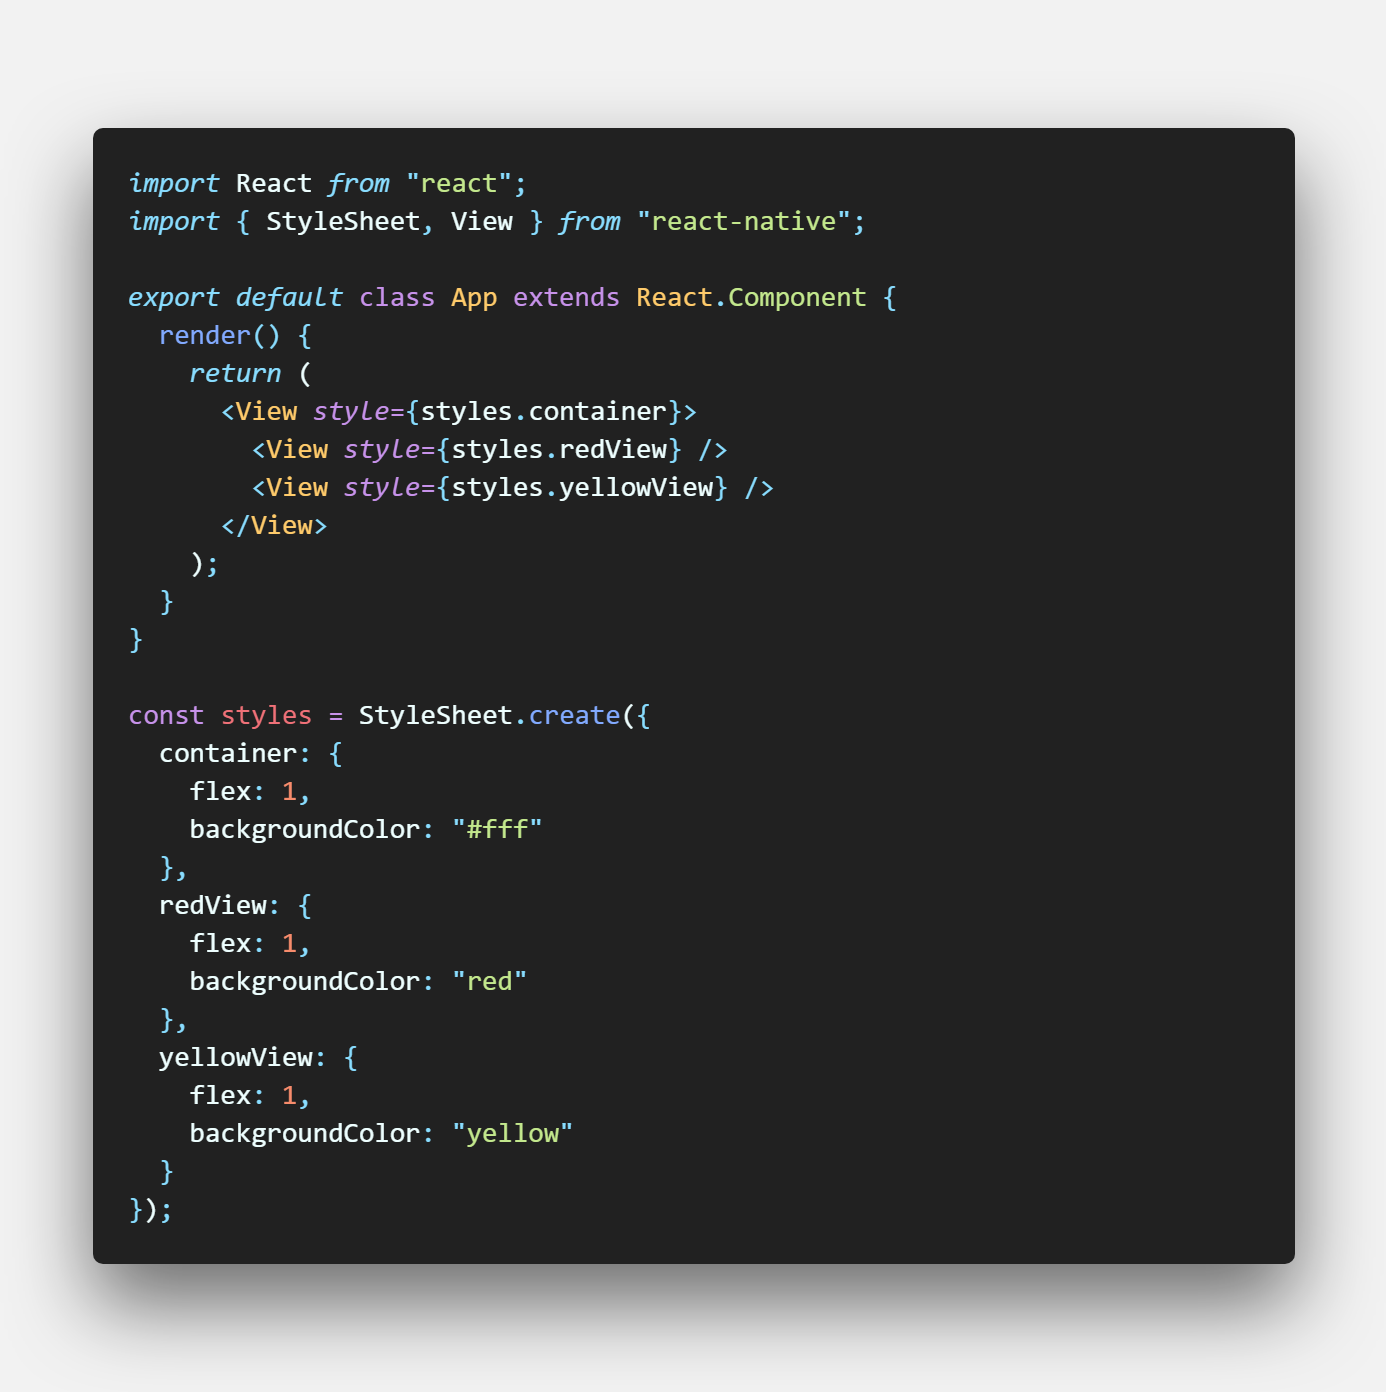 import React from "react";
import { StyleSheet, View } from "react-native";

export default class App extends React.Component {
  render() {
    return (
      <View style={styles.container}>
        <View style={styles.redView} />
        <View style={styles.yellowView} />
      </View>
    );
  }
}

const styles = StyleSheet.create({
  container: {
    flex: 1,
    backgroundColor: "#fff"
  },
  redView: {
    flex: 1,
    backgroundColor: "red"
  },
  yellowView: {
    flex: 1,
    backgroundColor: "yellow"
  }
});